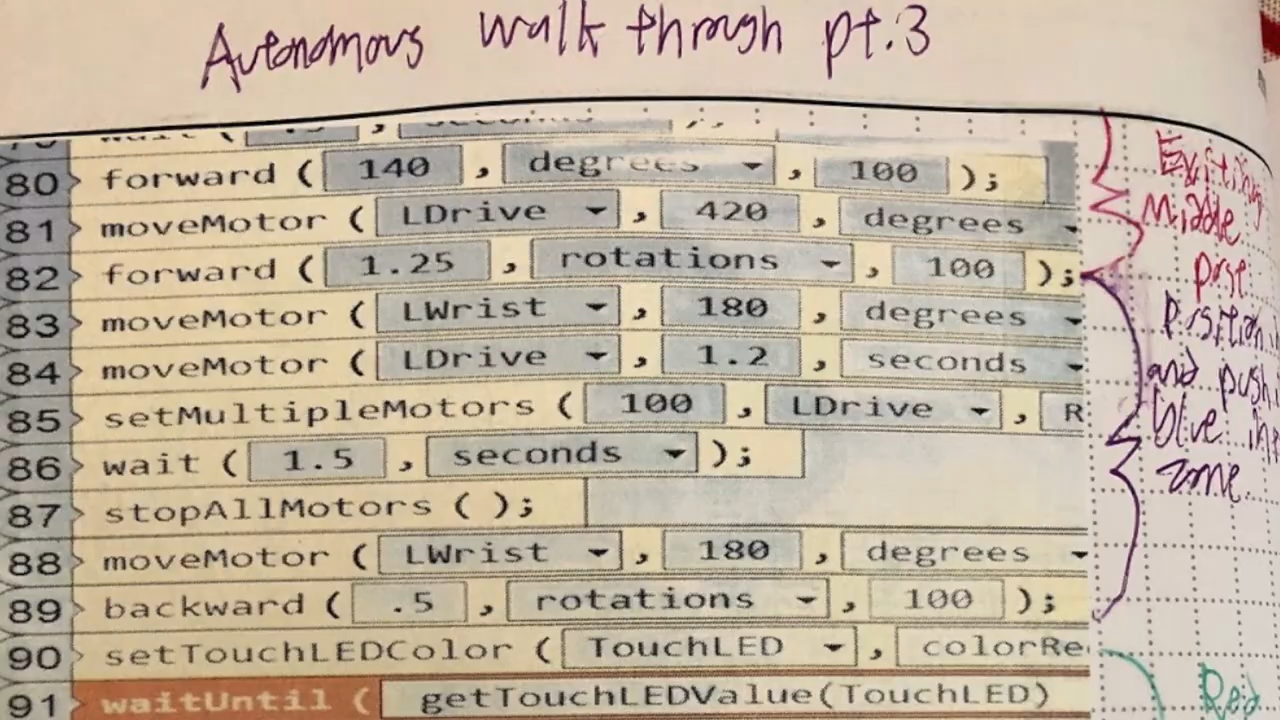 Autonomous walk through pt.3
80 forward ( 140 , degrees , 100 );
81 moveMotor ( LDrive , 420 , degrees
82 forward ( 1.25 , rotations , 100 );
83 moveMotor ( LWrist , 180 , degrees
84 moveMotor ( LDrive , 1.2 , seconds
85 setMultipleMotors ( 100 , LDrive , R
86 wait ( 1.5 , seconds );
87 stopAllMotors ( );
88 moveMotor ( LWrist , 180 , degrees
89 backward ( .5 , rotations , 100 );
90 setTouchLEDColor ( TouchLED , colorRe
91 waitUntil ( getTouchLEDValue(TouchLED)
Middle
and push
blue
zone.
Red